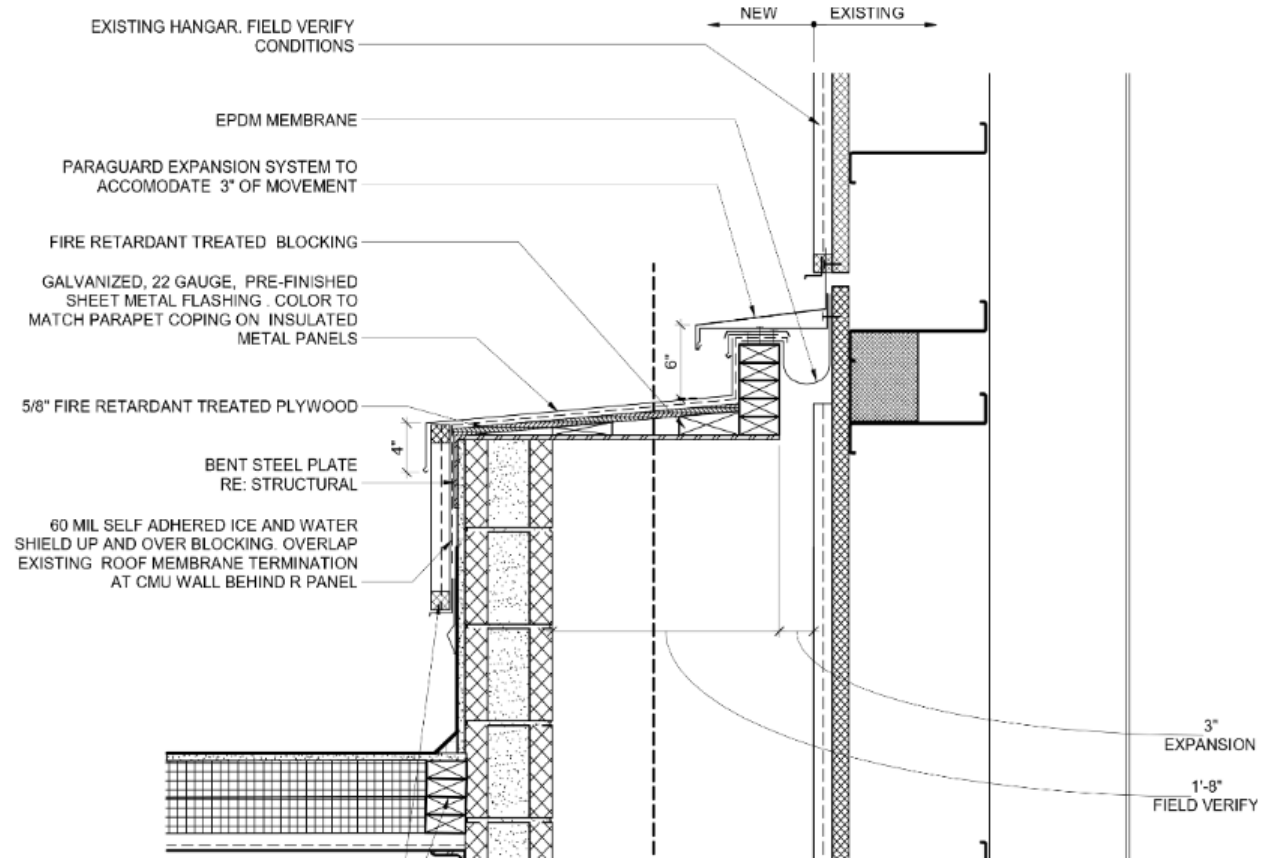 NEW
EXISTING
EXISTING HANGAR. FIELD VERIFY
CONDITIONS
EPDM MEMBRANE
PARAGUARD EXPANSION SYSTEM TO
ACCOMODATE 3" OF MOVEMENT
FIRE RETARDANT TREATED BLOCKING
GALVANIZED, 22 GAUGE, PRE-FINISHED
SHEET METAL FLASHING . COLOR TO
MATCH PARAPET COPING ON INSULATED
METAL PANELS
6"
5/8" FIRE RETARDANT TREATED PLYWOOD
4"
BENT STEEL PLATE
RE: STRUCTURAL
60 MIL SELF ADHERED ICE AND WATER
SHIELD UP AND OVER BLOCKING. OVERLAP
EXISTING ROOF MEMBRANE TERMINATION
AT CMU WALL BEHIND R PANEL
3"
EXPANSION
1'-8"
FIELD VERIFY